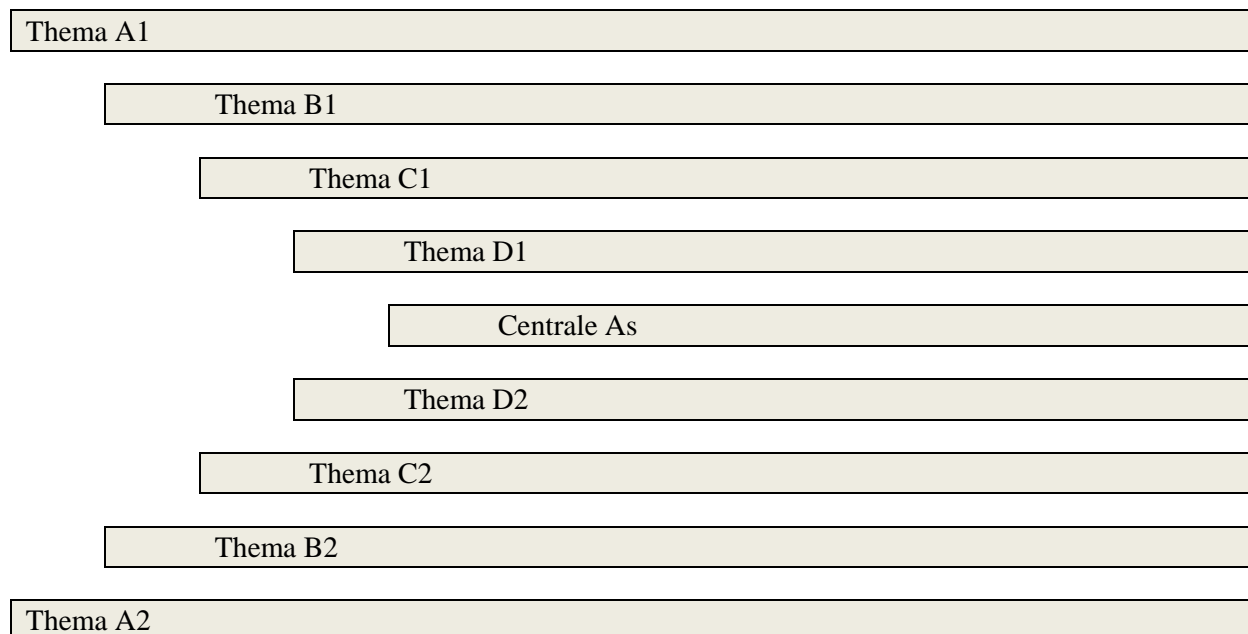 Thema A1
Thema B1
Thema C1
Thema D1
Centrale As
Thema D2
Thema C2
Thema B2
Thema A2